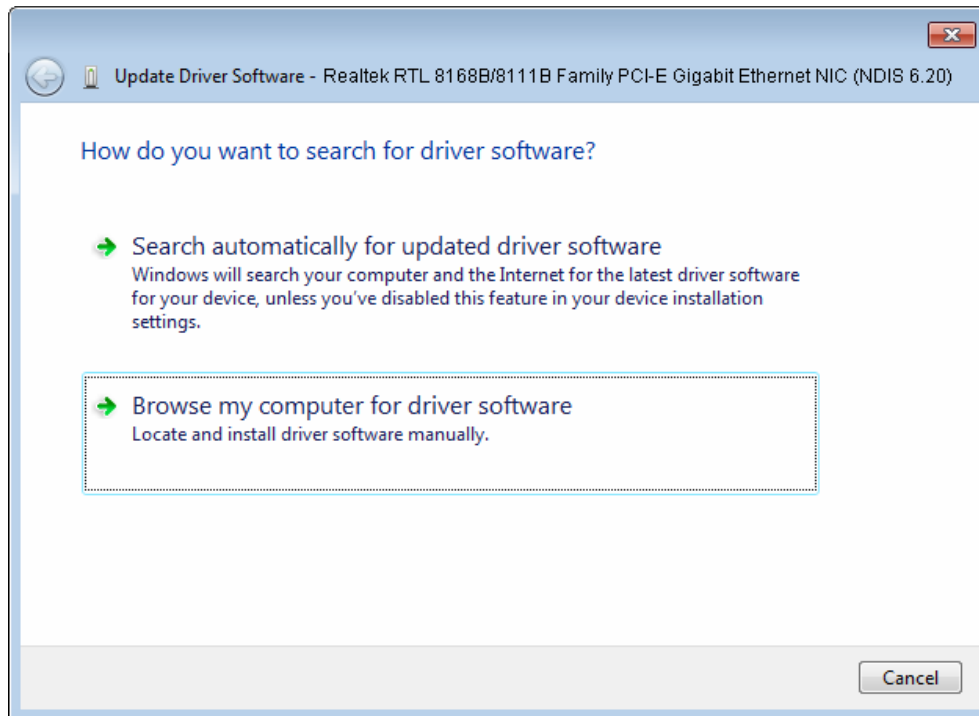 Update Driver Software - Realtek RTL 8168B/8111B Family PCI-E Gigabit Ethernet NIC (NDIS 6.20)
How do you want to search for driver software?
Search automatically for updated driver software
Windows will search your computer and the Internet for the latest driver software
for your device, unless you've disabled this feature in your device installation
settings.
Browse my computer for driver software
Locate and install driver software manually.
Cancel